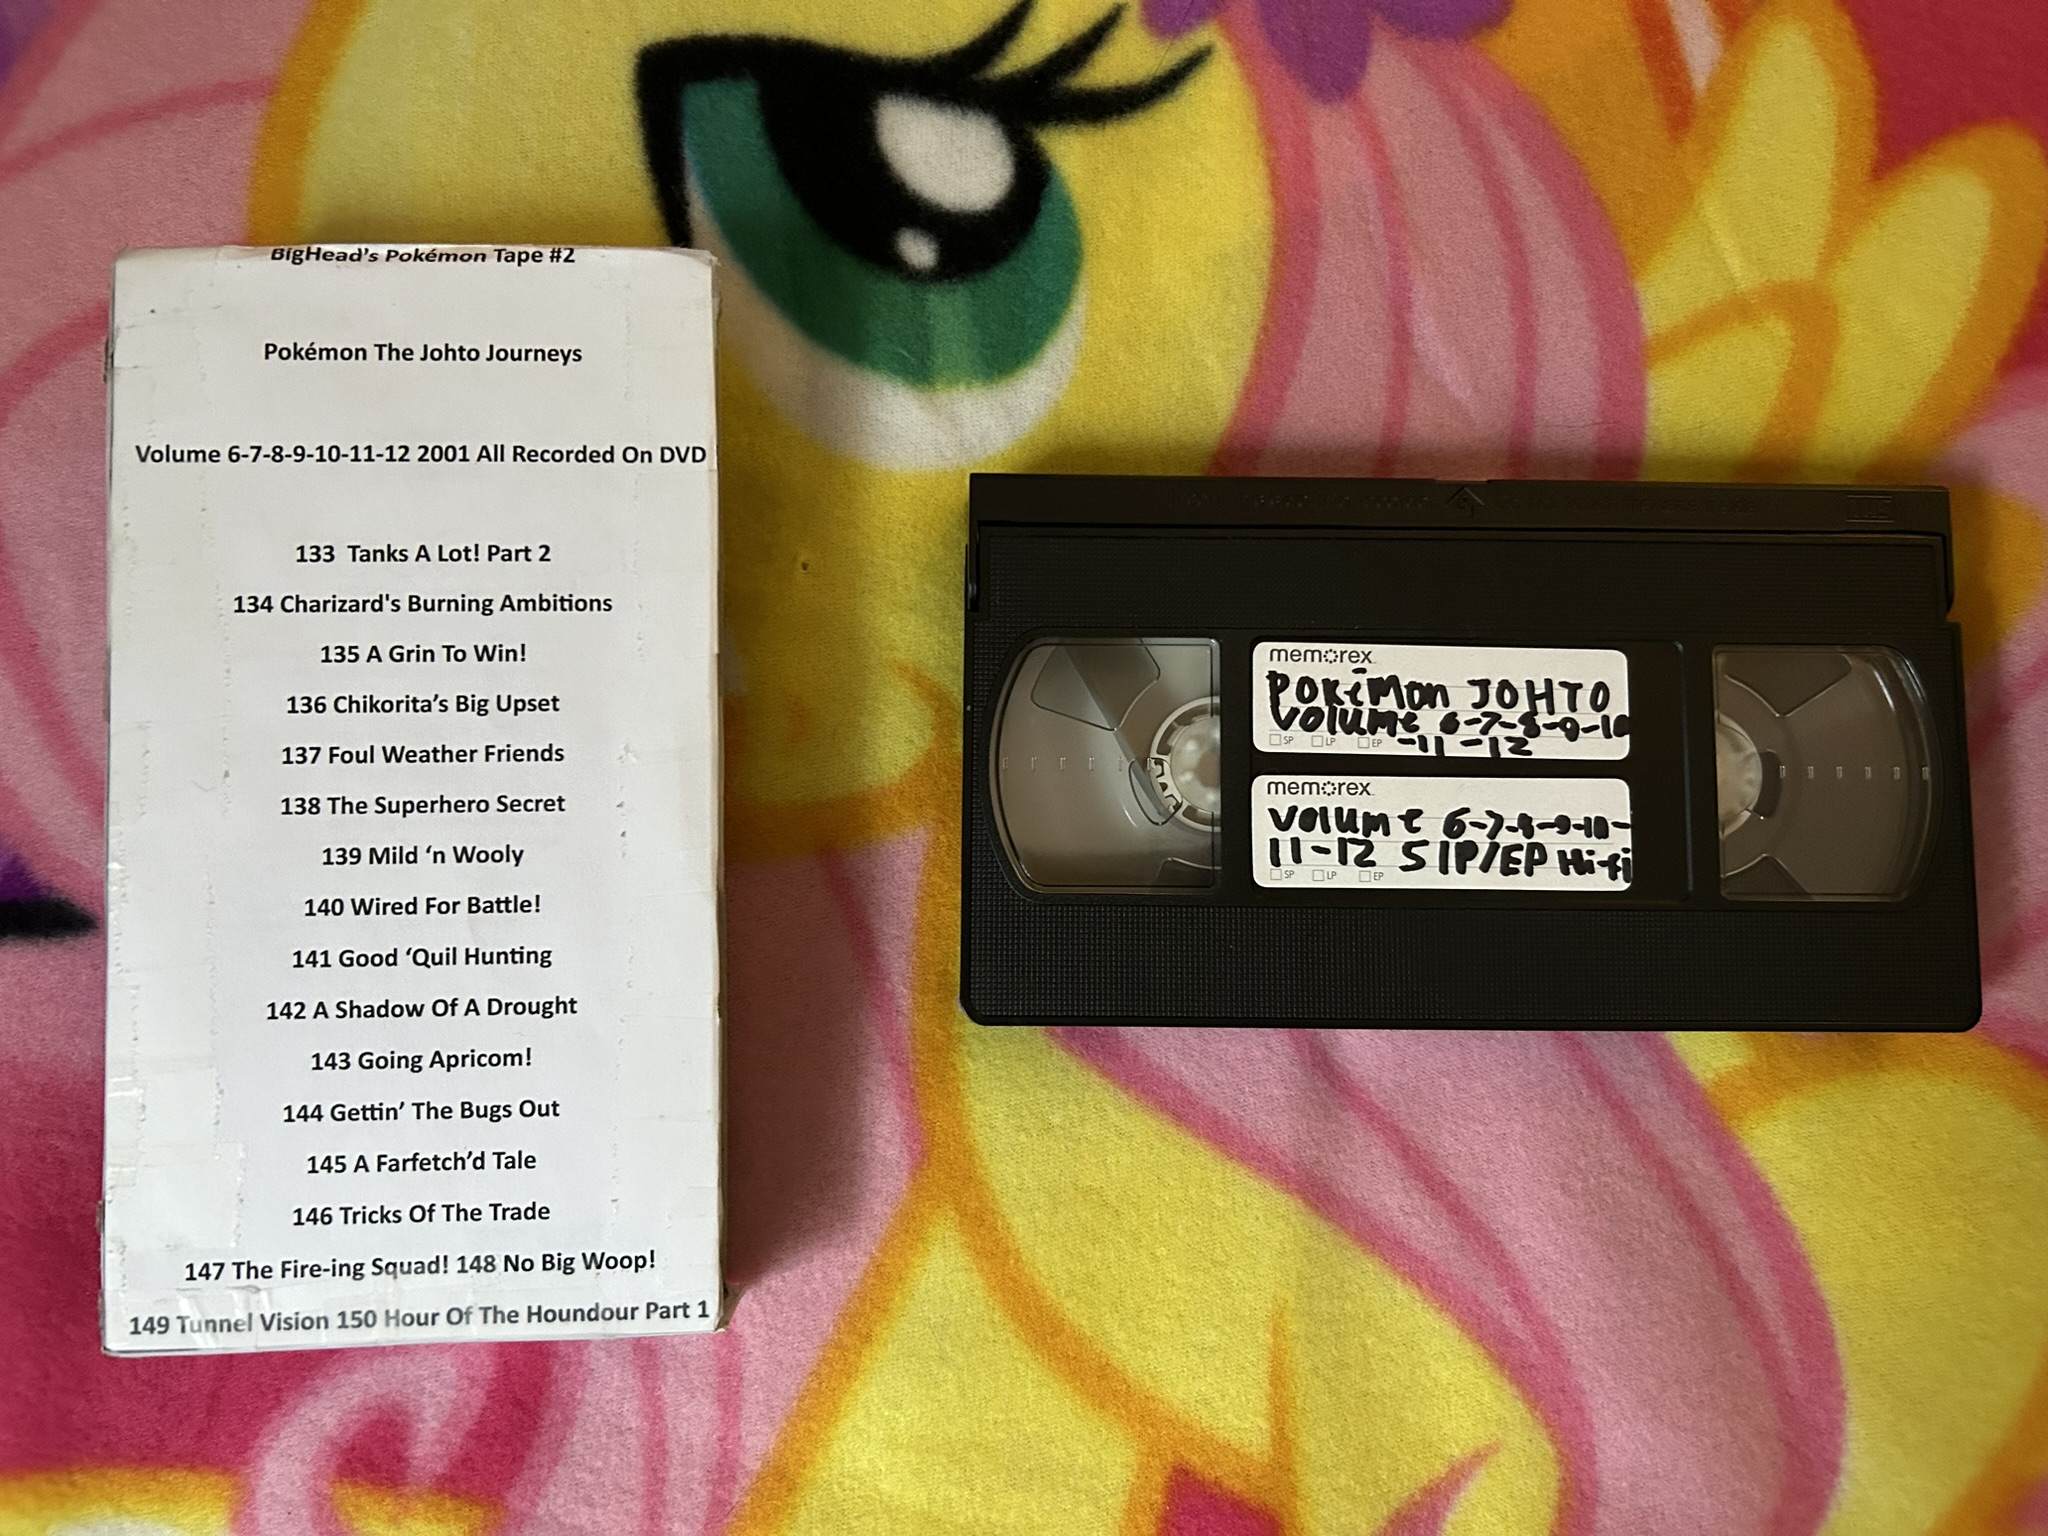 BigHead's Pokémon Tape #2
Pokémon The Johto Journeys
Volume 6-7-8-9-10-11-12 2001 All Recorded On DVD
133  Tanks A Lot! Part 2
134 Charizard's Burning Ambitions
135 A Grin To Win!
136 Chikorita's Big Upset
137 Foul Weather Friends
138 The Superhero Secret
139 Mild ‘n Wooly
140 Wired For Battle!
141 Good ‘Quil Hunting
142 A Shadow Of A Drought
143 Going Apricorn!
144 Gettin’ The Bugs Out
145 A Farfetch’d Tale
146 Tricks Of The Trade
147 The Fire-ing Squad! 148 No Big Woop!
149 Tunnel Vision 150 Hour Of The Houndour Part 1
memorex
POKéMon JOHTO
Volume 6-7-8-9-10
-11-12
SP LP EP
memorex
Volume 6-7-8-9-10-
11-12 SLP/EP Hi-fi
SP LP EP